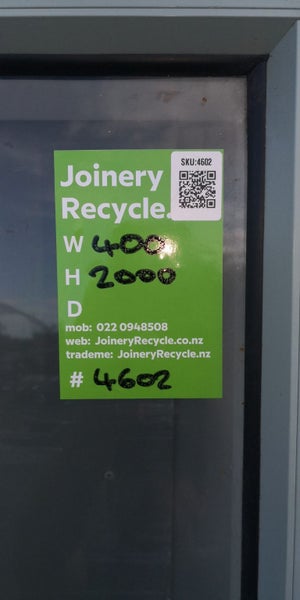 SKU:4602
Joinery
Recycle.
W 400
H 2000
D
mob: 022 0948508
web: JoineryRecycle.co.nz
trademe: JoineryRecycle.nz
# 4602